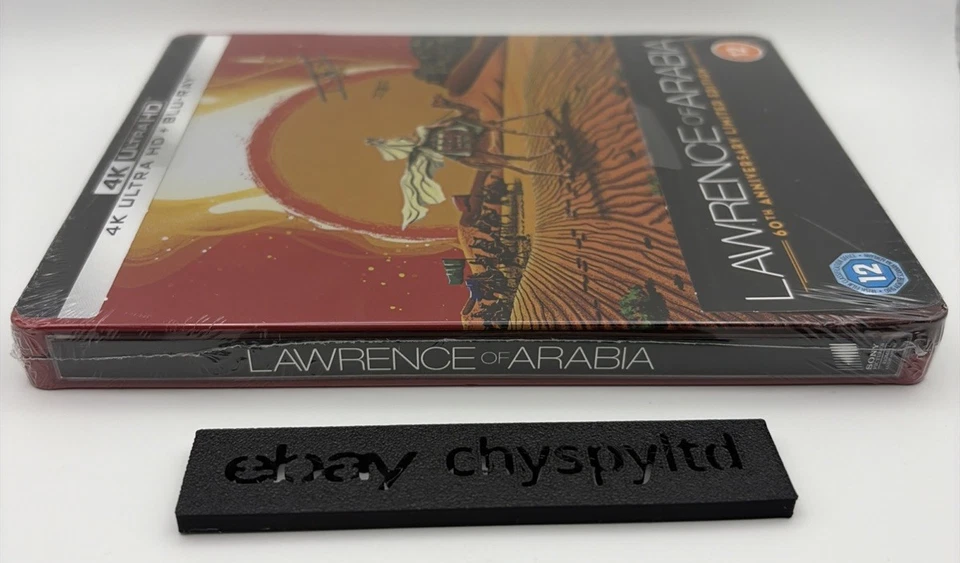 4K ULTRA HD
4K ULTRA HD + BLU-RAY
LAWRENCE OF ARABIA
60TH ANNIVERSARY LIMITED EDITION
12
12
LAWRENCE OF ARABIA
SONY
ebay chyspyltd